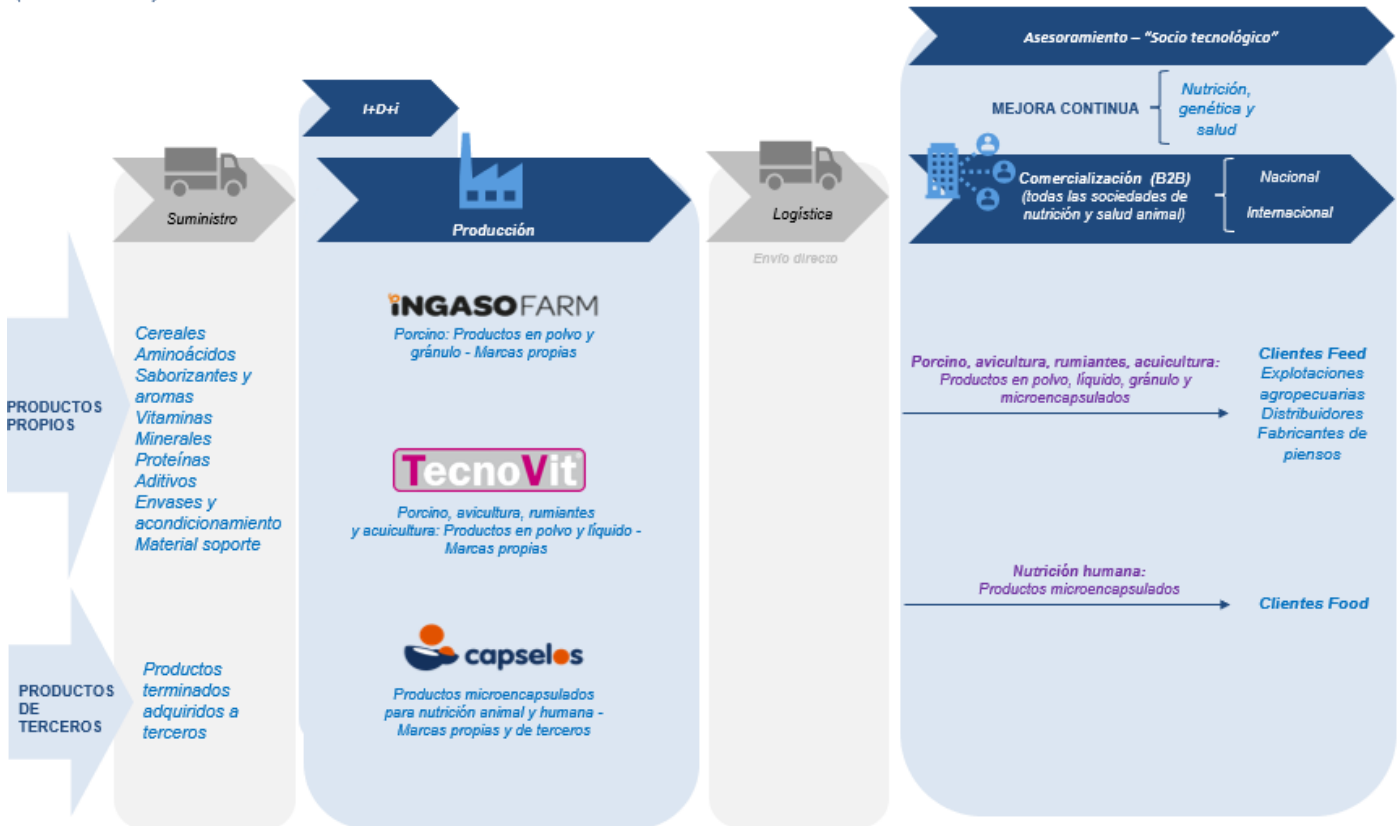 Asesoramiento – "Socio tecnológico"
MEJORA CONTINUA
Nutrición,
genética y
salud
I+D+i
Suministro
Producción
Logística
Envío directo
Comercialización (B2B)
(todas las sociedades de
nutrición y salud animal)
Nacional
Internacional
PRODUCTOS
PROPIOS
Cereales
Aminoácidos
Saborizantes y
aromas
Vitaminas
Minerales
Proteínas
Aditivos
Envases y
acondicionamiento
Material soporte
iNGASOFARM
Porcino: Productos en polvo y
gránulo - Marcas propias
TecnoVit
Porcino, avicultura, rumiantes
y acuicultura: Productos en polvo y líquido -
Marcas propias
capselos
Productos microencapsulados
para nutrición animal y humana -
Marcas propias y de terceros
Porcino, avicultura, rumiantes, acuicultura:
Productos en polvo, líquido, gránulo y
microencapsulados
Clientes Feed
Explotaciones
agropecuarias
Distribuidores
Fabricantes de
piensos
Nutrición humana:
Productos microencapsulados
Clientes Food
PRODUCTOS
DE
TERCEROS
Productos
terminados
adquiridos a
terceros